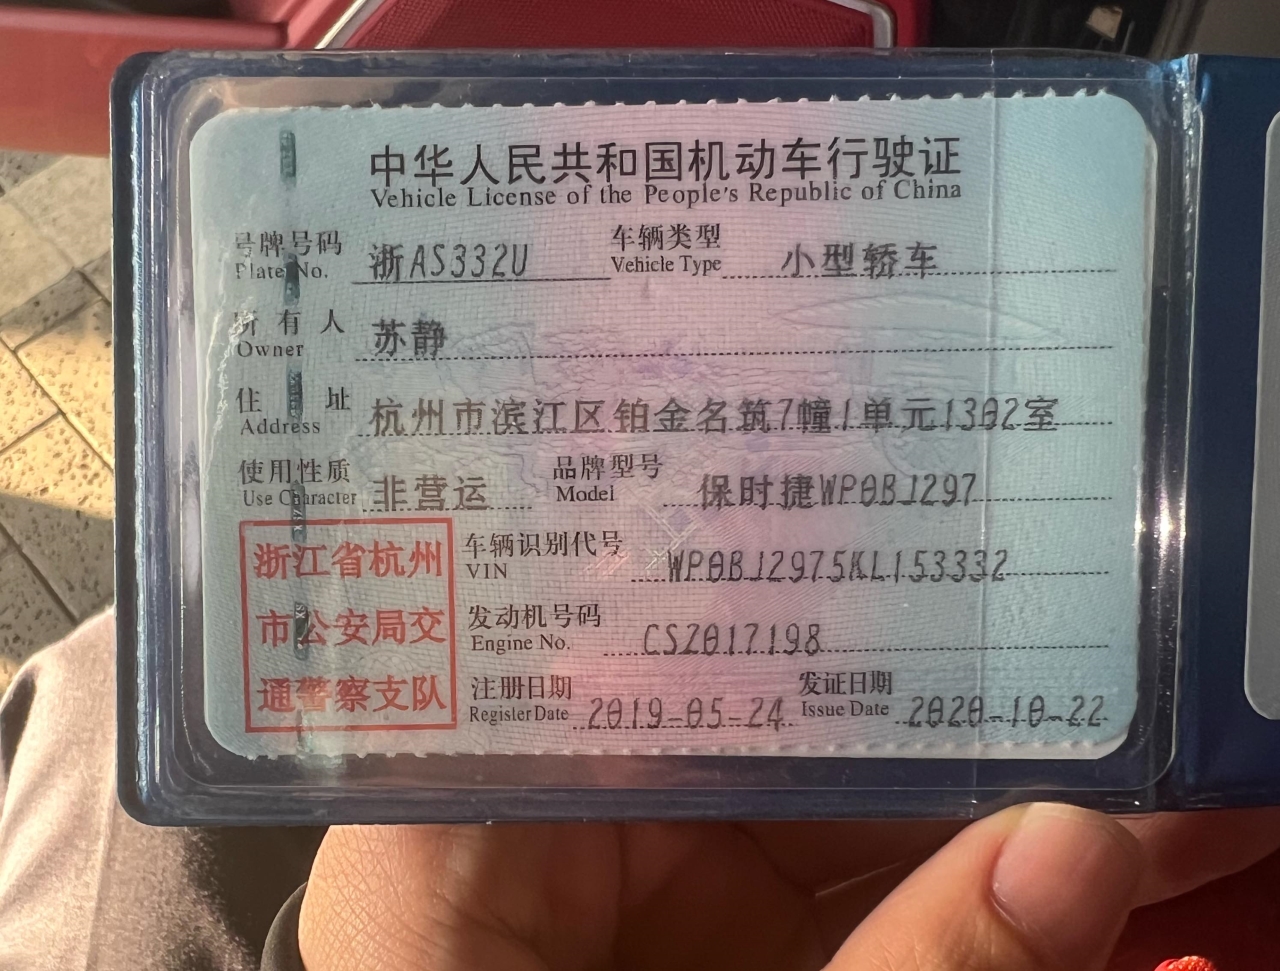 中华人民共和国机动车行驶证
Vehicle License of the People's Republic of China
号牌号码 浙AS332U 车辆类型 小型轿车
Plate No. Vehicle Type
所有人 苏静
Owner
住址 杭州市滨江区铂金名筑7幢1单元1302室
Address
使用性质 非营运 品牌型号 保时捷WP0BJ297
Use Character Model
浙江省杭州
市公安局交
通警察支队
车辆识别代号 WP0BJ2975KL153332
VIN
发动机号码 CSZ017198
Engine No.
注册日期 2019-05-24 发证日期 2020-10-22
Register Date Issue Date